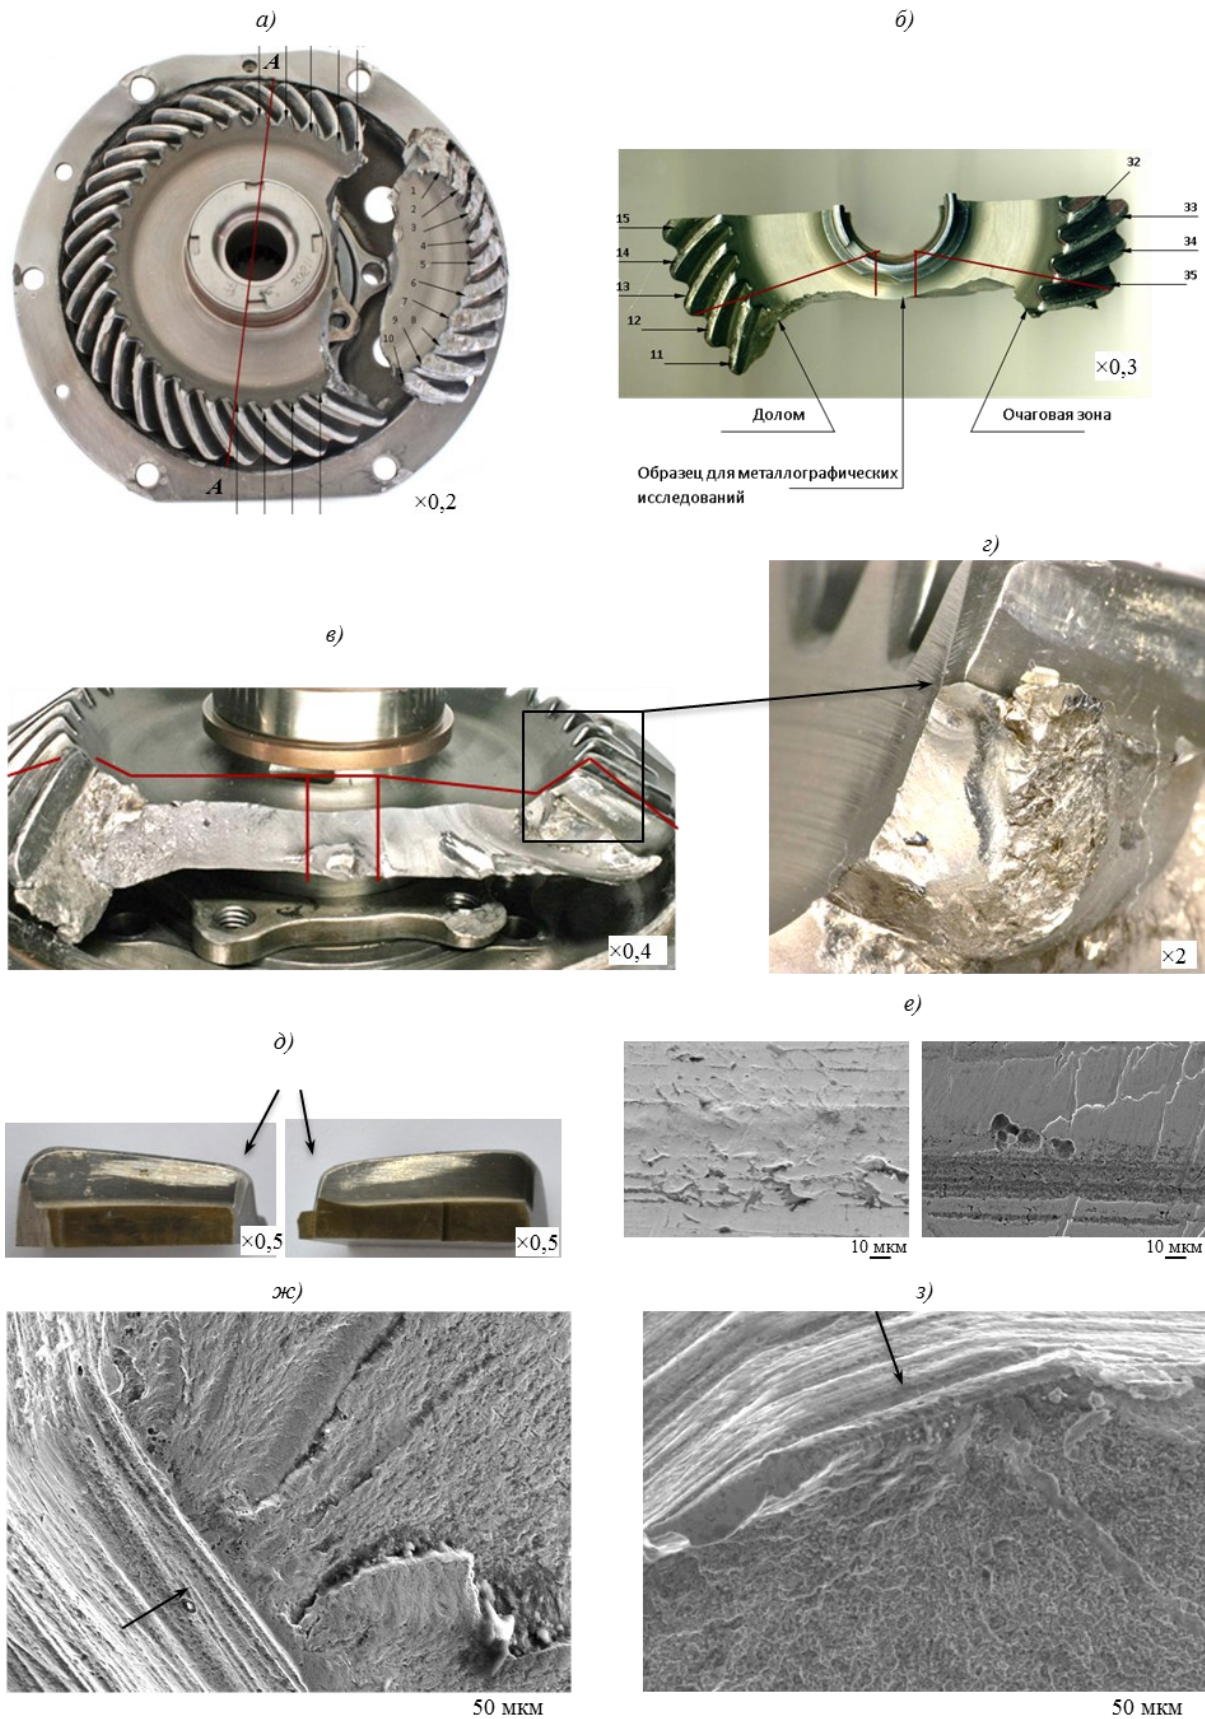 а)
б)
А
1
2
3
4
5
6
7
8
9
10
А
×0,2
15
14
13
12
11
32
33
34
35
×0,3
Долом
Очаговая зона
Образец для металлографических
исследований
в)
г)
×0,4
×2
д)
е)
×0,5
×0,5
10 мкм
10 мкм
ж)
з)
50 мкм
50 мкм